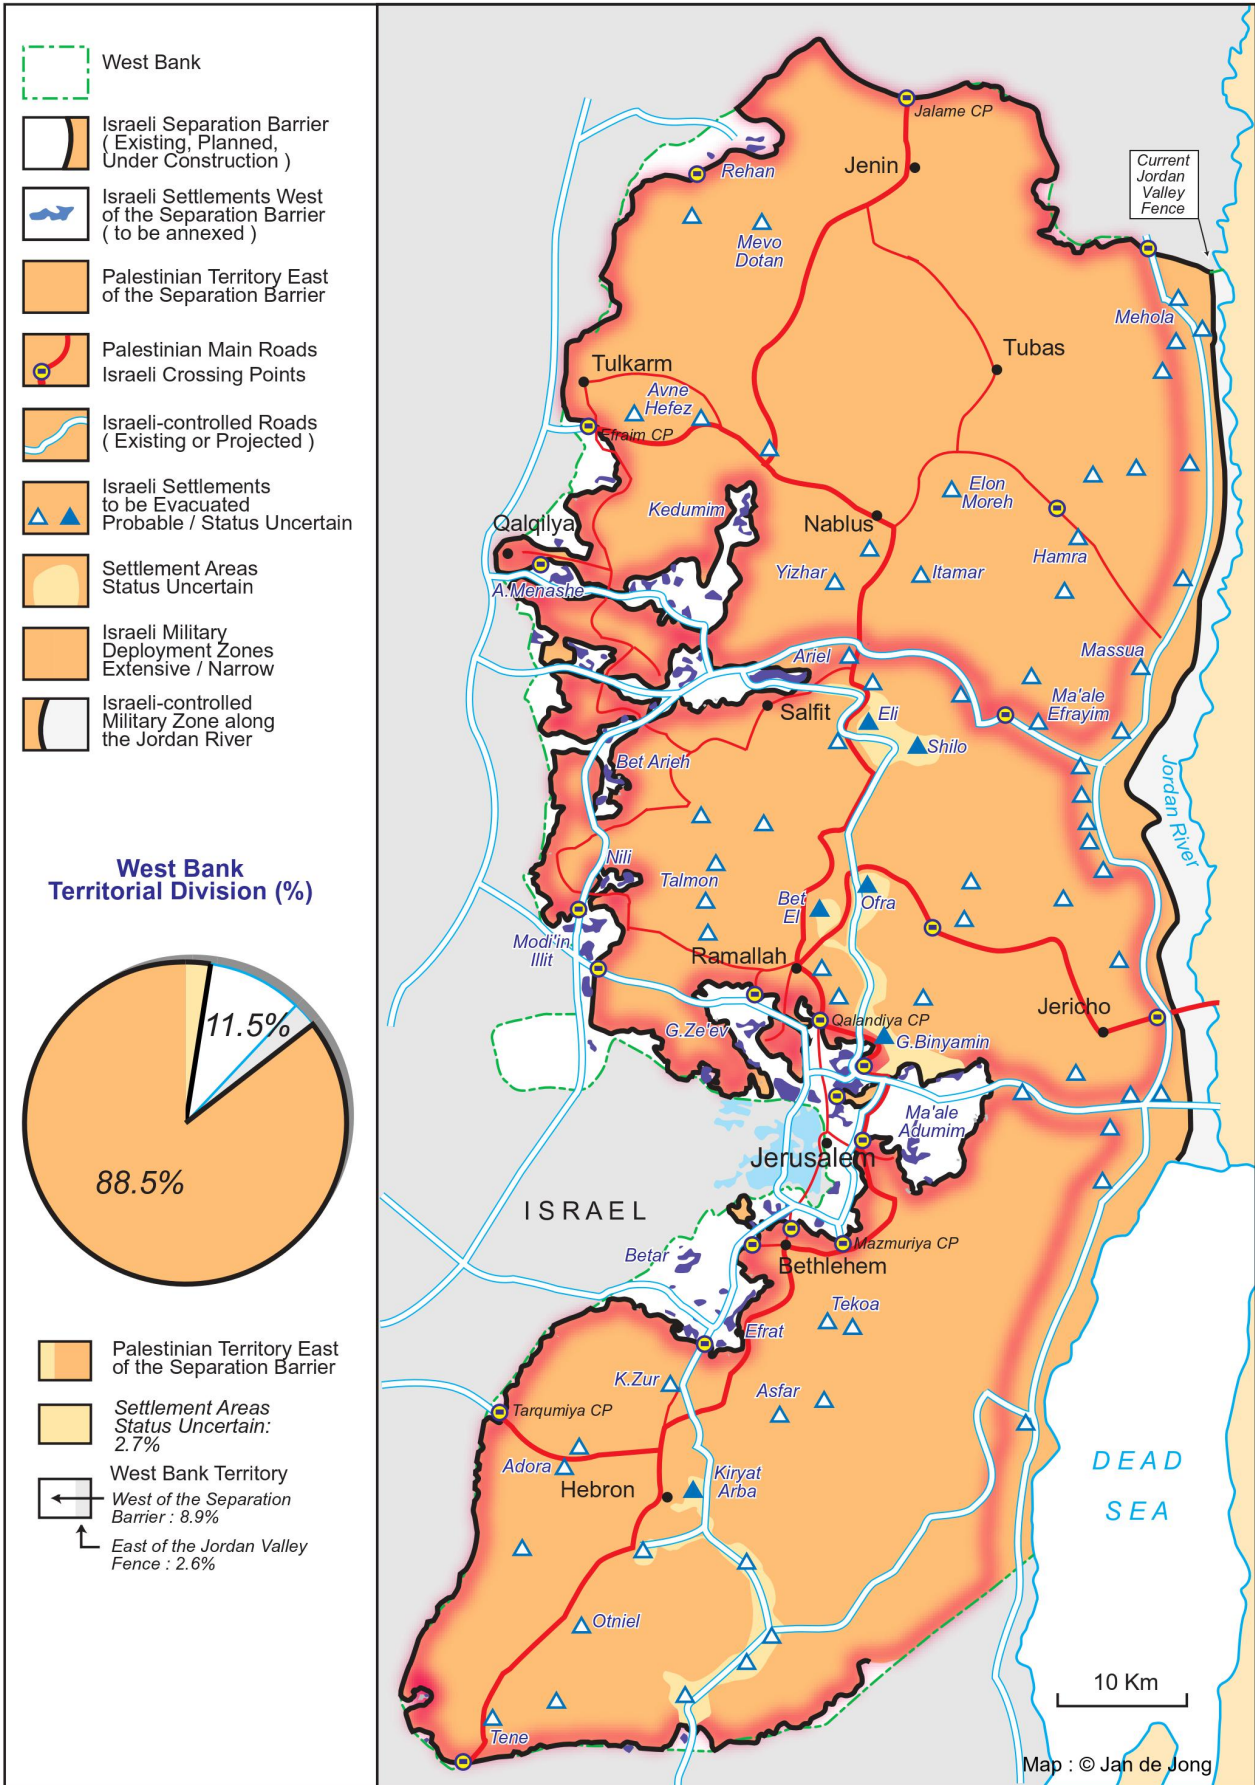 West Bank
Israeli Separation Barrier
( Existing, Planned,
Under Construction )
Israeli Settlements West
of the Separation Barrier
( to be annexed )
Palestinian Territory East
of the Separation Barrier
Palestinian Main Roads
Israeli Crossing Points
Israeli-controlled Roads
( Existing or Projected )
Israeli Settlements
to be Evacuated
Probable / Status Uncertain
Settlement Areas
Status Uncertain
Israeli Military
Deployment Zones
Extensive / Narrow
Israeli-controlled
Military Zone along
the Jordan River
West Bank
Territorial Division (%)
11.5%
88.5%
Palestinian Territory East
of the Separation Barrier
Settlement Areas
Status Uncertain:
2.7%
West Bank Territory
West of the Separation
Barrier : 8.9%
East of the Jordan Valley
Fence : 2.6%
Jalame CP
Jenin
Rehan
Current
Jordan
Valley
Fence
Mevo
Dotan
Mehola
Tubas
Tulkarm
Avne
Hefez
Efraim CP
Kedumim
Elon
Moreh
Qalqilya
Nablus
Hamra
Yizhar
Itamar
A.Menashe
Ariel
Massua
Ma'ale
Efrayim
Salfit
Eli
Shilo
Bet Arieh
Jordan River
Nili
Talmon
Bet
El
Ofra
Modi'in
Illit
Ramallah
Jericho
Qalandiya CP
G.Ze'ev
G.Binyamin
Ma'ale
Adumim
Jerusalem
ISRAEL
Mazmuriya CP
Betar
Bethlehem
Tekoa
Efrat
K.Zur
Asfar
Tarqumiya CP
Adora
Hebron
Kiryat
Arba
DEAD
SEA
Otniel
Tene
10 Km
Map : © Jan de Jong